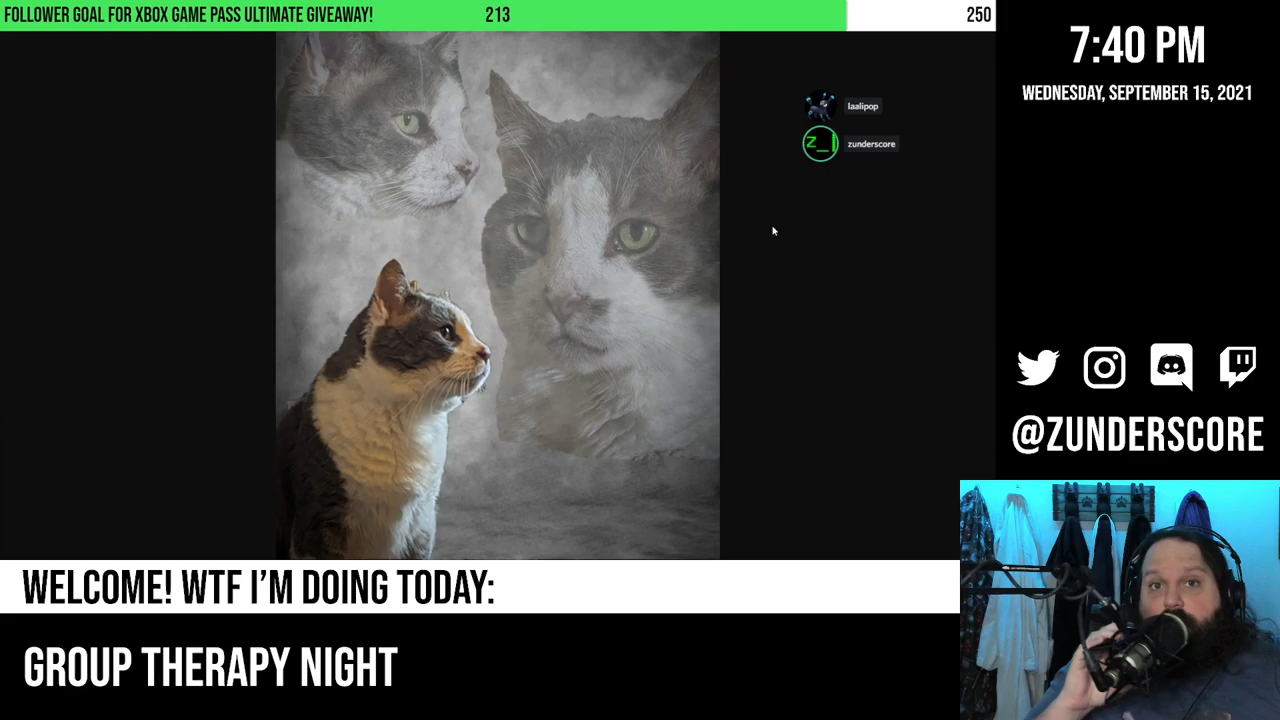 FOLLOWER GOAL FOR XBOX GAME PASS ULTIMATE GIVEAWAY! 213 250
7:40 PM
WEDNESDAY, SEPTEMBER 15, 2021
laalipop
z_
zunderscore
@ZUNDERSCORE
WELCOME! WTF I'M DOING TODAY:
GROUP THERAPY NIGHT